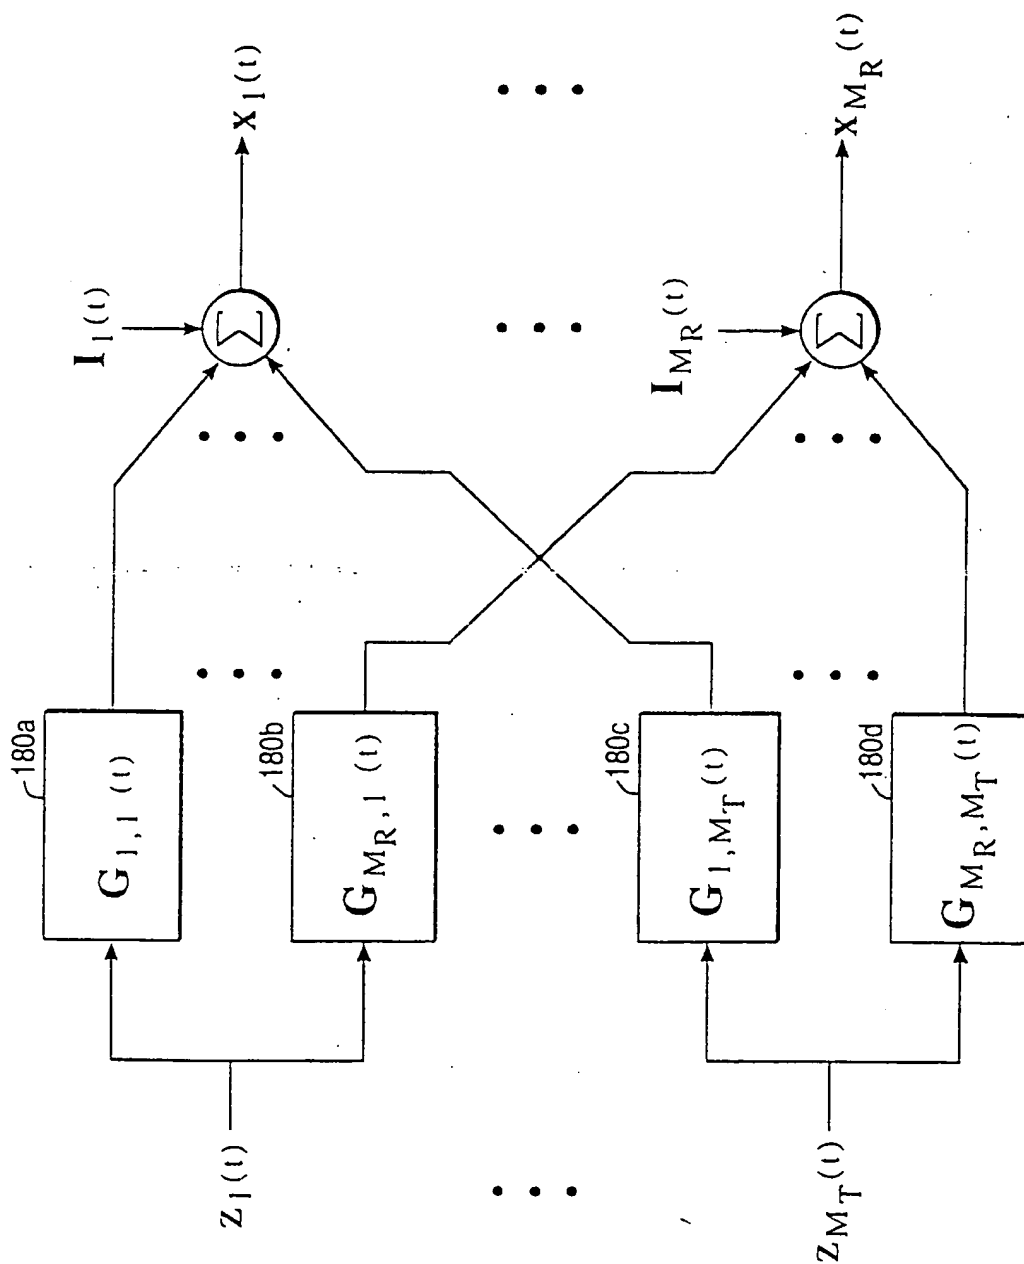 180a
G1,1(t)
180b
GMR,1(t)
180c
G1,MT(t)
180d
GMR,MT(t)
z1(t)
zMT(t)
I1(t)
Σ
x1(t)
IMR(t)
Σ
xMR(t)